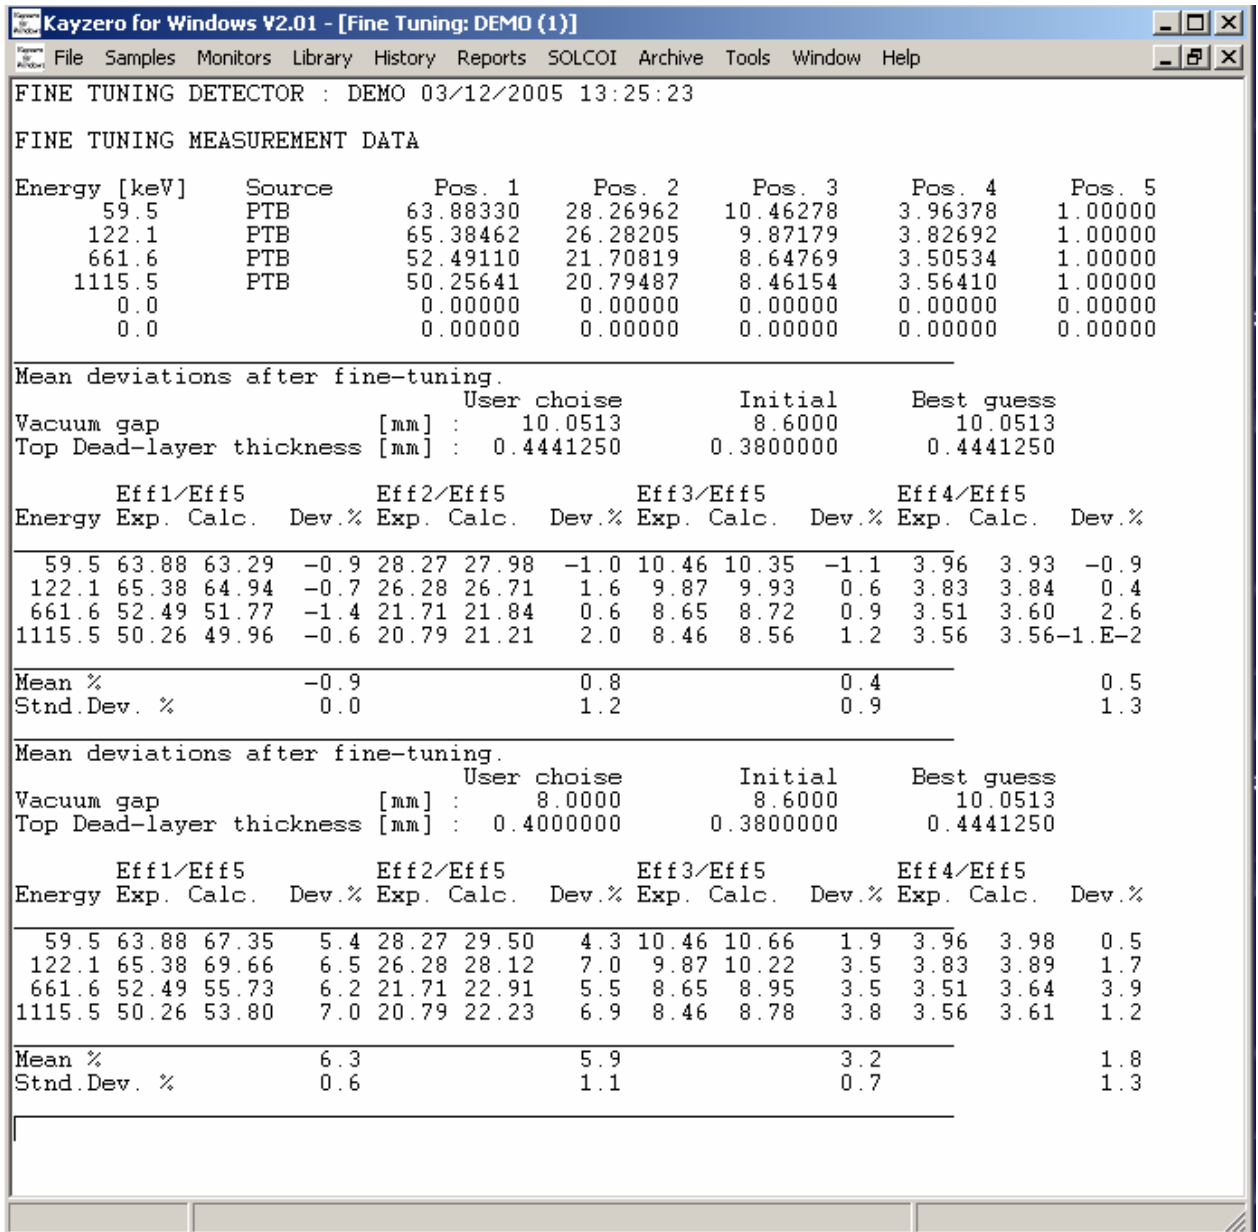 Kayzero for Windows V2.01 - [Fine Tuning: DEMO (1)]
File Samples Monitors Library History Reports SOLCOI Archive Tools Window Help
FINE TUNING DETECTOR : DEMO 03/12/2005 13:25:23
FINE TUNING MEASUREMENT DATA
Energy [keV] Source Pos. 1 Pos. 2 Pos. 3 Pos. 4 Pos. 5
59.5 PTB 63.88330 28.26962 10.46278 3.96378 1.00000
122.1 PTB 65.38462 26.28205 9.87179 3.82692 1.00000
661.6 PTB 52.49110 21.70819 8.64769 3.50534 1.00000
1115.5 PTB 50.25641 20.79487 8.46154 3.56410 1.00000
0.0 0.00000 0.00000 0.00000 0.00000 0.00000
0.0 0.00000 0.00000 0.00000 0.00000 0.00000
Mean deviations after fine-tuning.
User choise Initial Best guess
Vacuum gap [mm] : 10.0513 8.6000 10.0513
Top Dead-layer thickness [mm] : 0.4441250 0.3800000 0.4441250
Eff1/Eff5 Eff2/Eff5 Eff3/Eff5 Eff4/Eff5
Energy Exp. Calc. Dev.% Exp. Calc. Dev.% Exp. Calc. Dev.% Exp. Calc. Dev.%
59.5 63.88 63.29 -0.9 28.27 27.98 -1.0 10.46 10.35 -1.1 3.96 3.93 -0.9
122.1 65.38 64.94 -0.7 26.28 26.71 1.6 9.87 9.93 0.6 3.83 3.84 0.4
661.6 52.49 51.77 -1.4 21.71 21.84 0.6 8.65 8.72 0.9 3.51 3.60 2.6
1115.5 50.26 49.96 -0.6 20.79 21.21 2.0 8.46 8.56 1.2 3.56 3.56-1.E-2
Mean % -0.9 0.8 0.4 0.5
Stnd.Dev. % 0.0 1.2 0.9 1.3
Mean deviations after fine-tuning.
User choise Initial Best guess
Vacuum gap [mm] : 8.0000 8.6000 10.0513
Top Dead-layer thickness [mm] : 0.4000000 0.3800000 0.4441250
Eff1/Eff5 Eff2/Eff5 Eff3/Eff5 Eff4/Eff5
Energy Exp. Calc. Dev.% Exp. Calc. Dev.% Exp. Calc. Dev.% Exp. Calc. Dev.%
59.5 63.88 67.35 5.4 28.27 29.50 4.3 10.46 10.66 1.9 3.96 3.98 0.5
122.1 65.38 69.66 6.5 26.28 28.12 7.0 9.87 10.22 3.5 3.83 3.89 1.7
661.6 52.49 55.73 6.2 21.71 22.91 5.5 8.65 8.95 3.5 3.51 3.64 3.9
1115.5 50.26 53.80 7.0 20.79 22.23 6.9 8.46 8.78 3.8 3.56 3.61 1.2
Mean % 6.3 5.9 3.2 1.8
Stnd.Dev. % 0.6 1.1 0.7 1.3